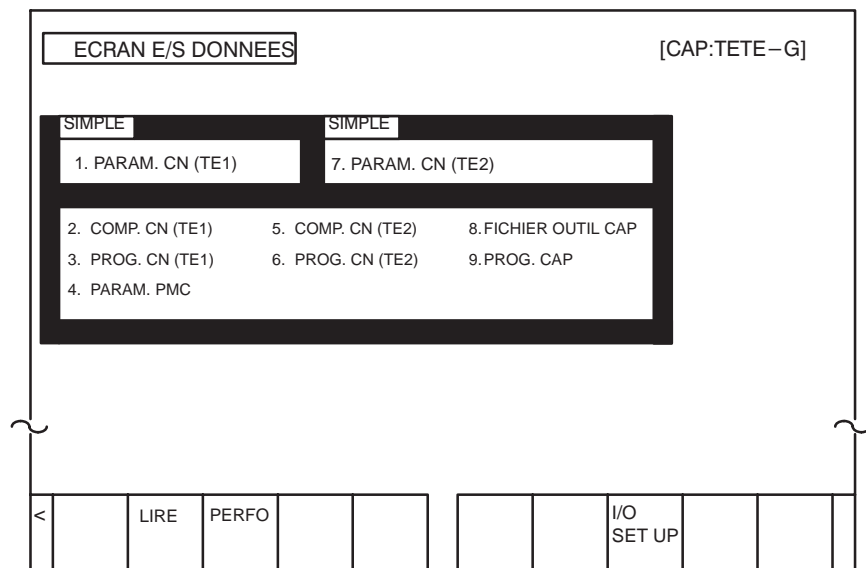 ECRAN E/S DONNEES [CAP:TETE−G]
SIMPLE SIMPLE
1. PARAM. CN (TE1) 7. PARAM. CN (TE2)
2. COMP. CN (TE1) 5. COMP. CN (TE2) 8.FICHIER OUTIL CAP
3. PROG. CN (TE1) 6. PROG. CN (TE2) 9.PROG. CAP
4. PARAM. PMC
< LIRE PERFO I/O
SET UP